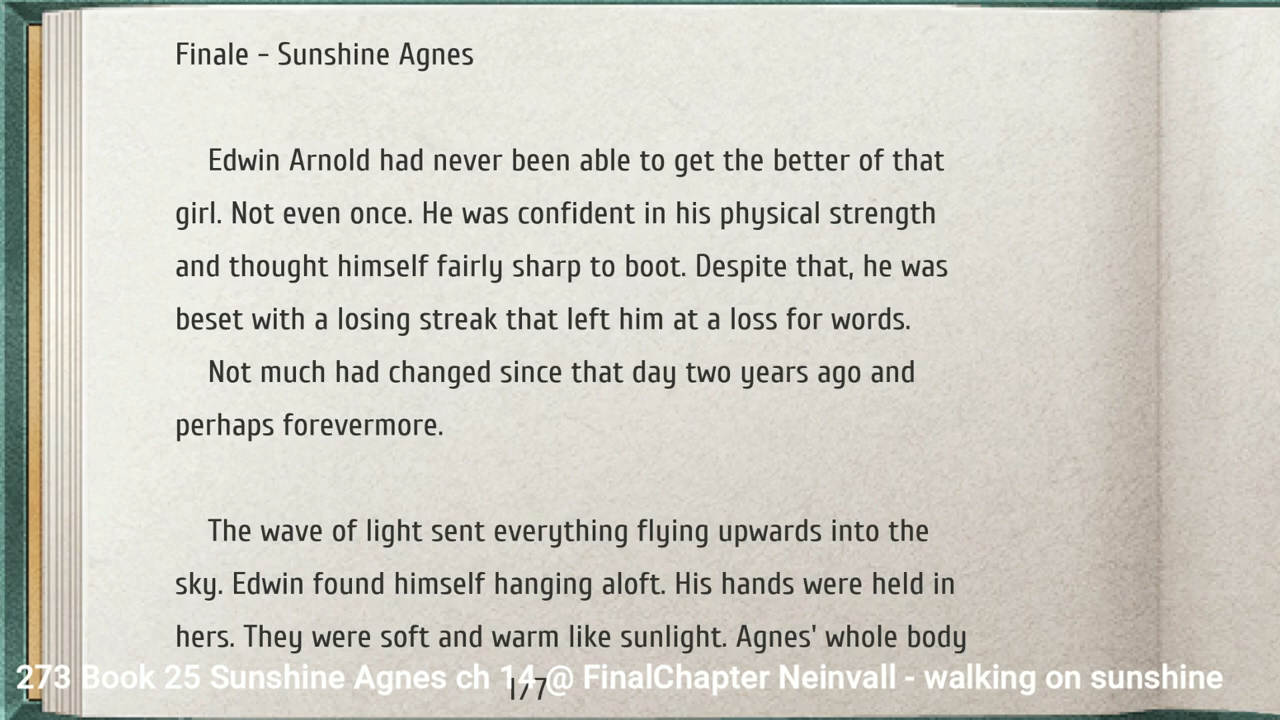 Finale - Sunshine Agnes
Edwin Arnold had never been able to get the better of that
girl. Not even once. He was confident in his physical strength
and thought himself fairly sharp to boot. Despite that, he was
beset with a losing streak that left him at a loss for words.
Not much had changed since that day two years ago and
perhaps forevermore.
The wave of light sent everything flying upwards into the
sky. Edwin found himself hanging aloft. His hands were held in
hers. They were soft and warm like sunlight. Agnes' whole body
273 Book 25 Sunshine Agnes ch 14 @ FinalChapter Neinvall - walking on sunshine
1/7